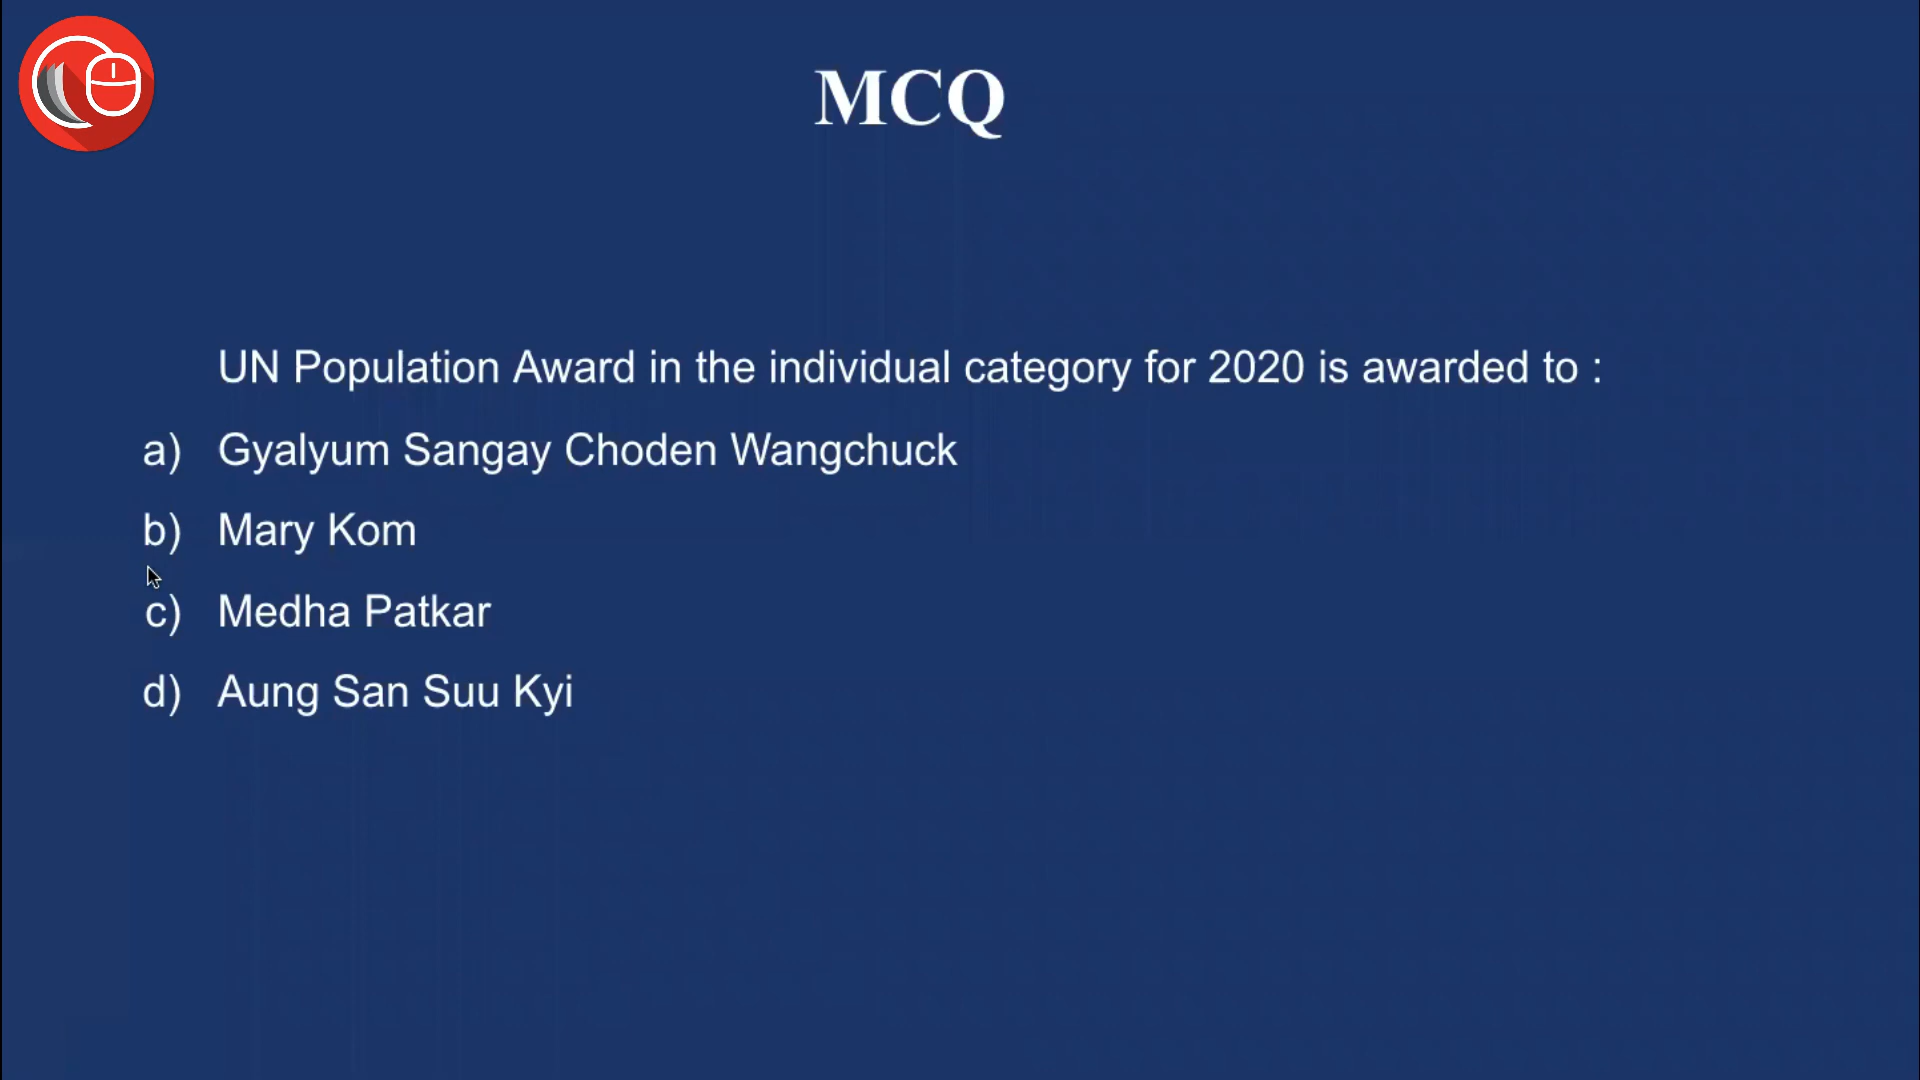 MCQ
UN Population Award in the individual category for 2020 is awarded to :
a) Gyalyum Sangay Choden Wangchuck
b) Mary Kom
c) Medha Patkar
d) Aung San Suu Kyi